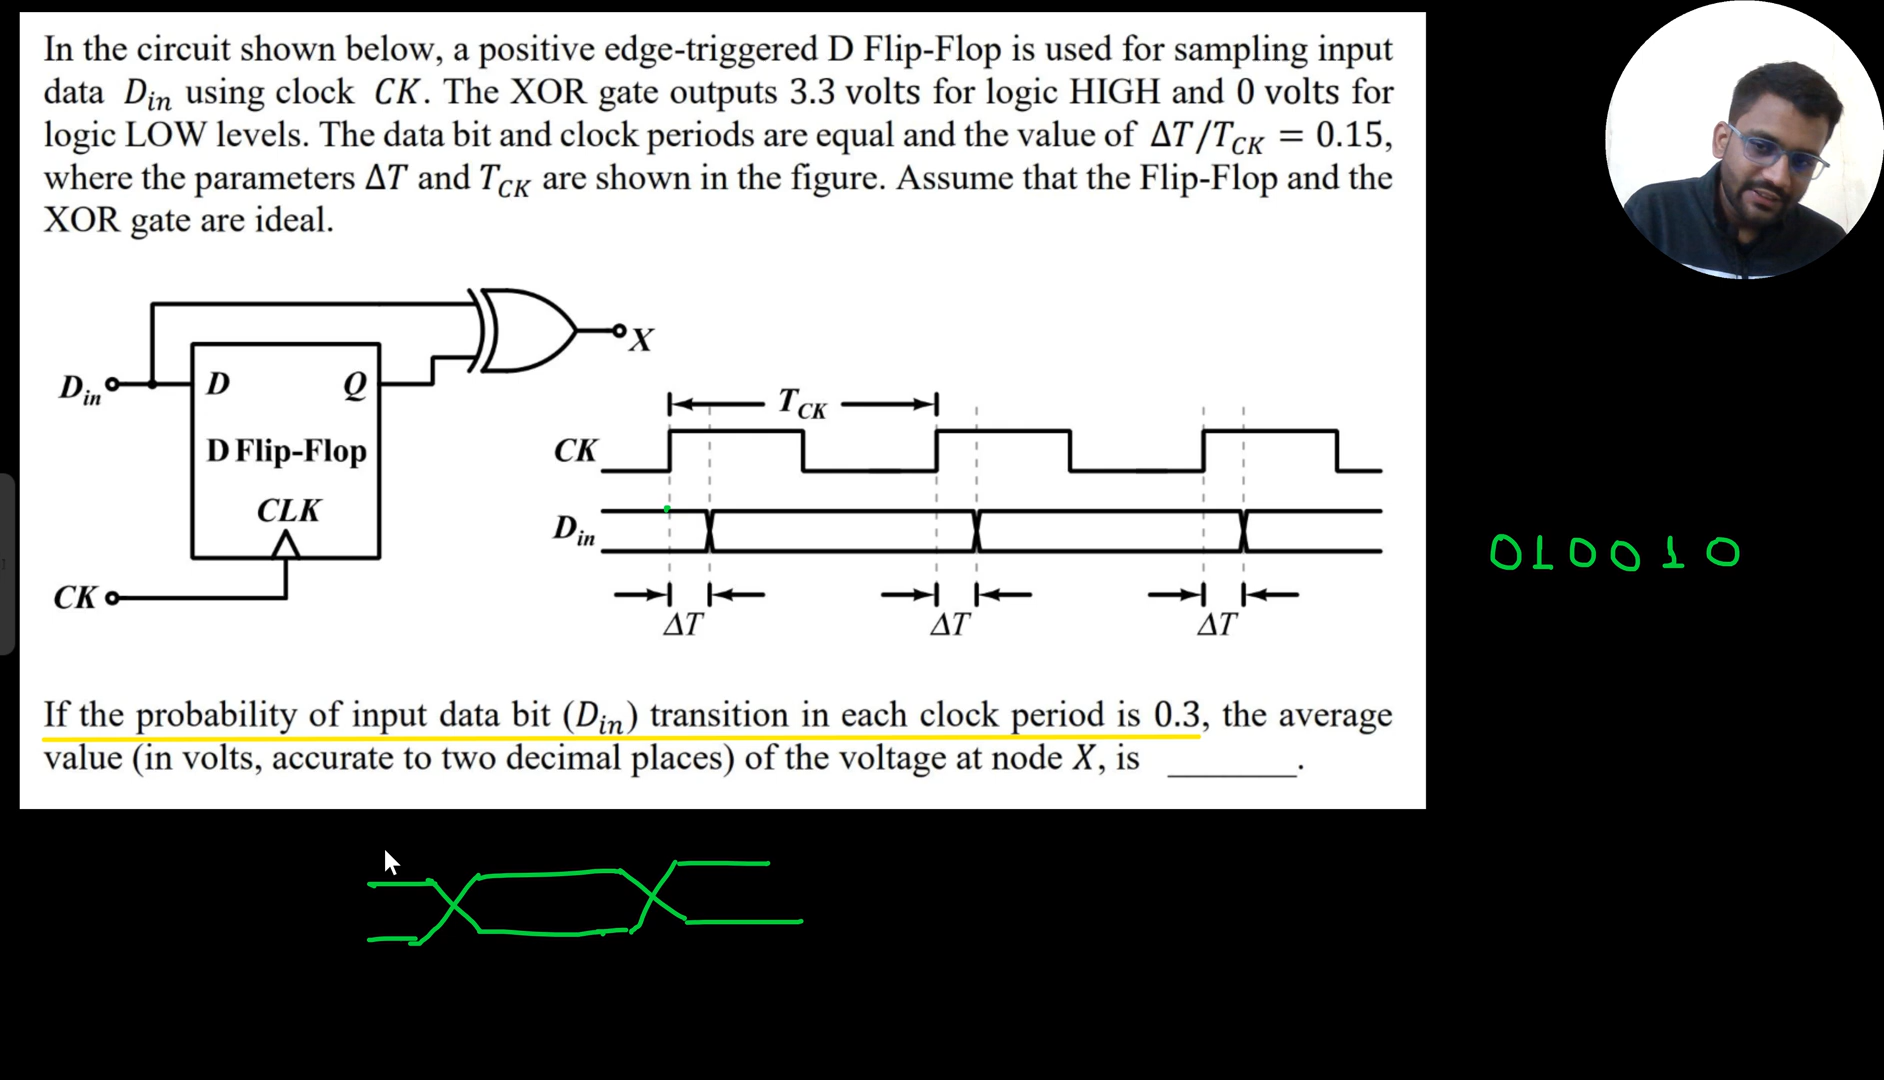 In the circuit shown below, a positive edge-triggered D Flip-Flop is used for sampling input
data D_in using clock CK. The XOR gate outputs 3.3 volts for logic HIGH and 0 volts for
logic LOW levels. The data bit and clock periods are equal and the value of ΔT/T_CK = 0.15,
where the parameters ΔT and T_CK are shown in the figure. Assume that the Flip-Flop and the
XOR gate are ideal.
X
D_in
D
Q
D Flip-Flop
CLK
CK
T_CK
CK
D_in
ΔT
ΔT
ΔT
010010
If the probability of input data bit (D_in) transition in each clock period is 0.3, the average
value (in volts, accurate to two decimal places) of the voltage at node X, is ________.